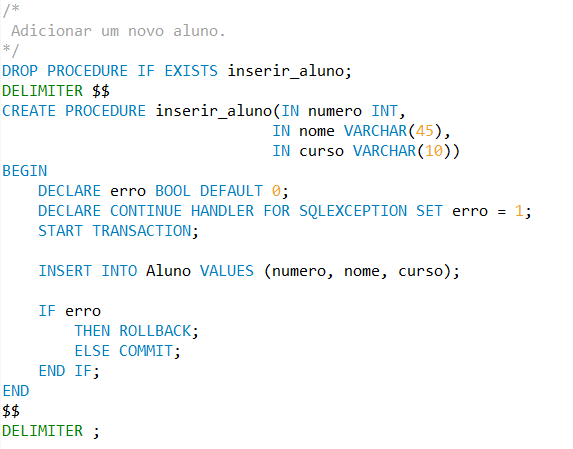 /*
 Adicionar um novo aluno.
*/
DROP PROCEDURE IF EXISTS inserir_aluno;
DELIMITER $$
CREATE PROCEDURE inserir_aluno(IN numero INT,
                              IN nome VARCHAR(45),
                              IN curso VARCHAR(10))
BEGIN
    DECLARE erro BOOL DEFAULT 0;
    DECLARE CONTINUE HANDLER FOR SQLEXCEPTION SET erro = 1;
    START TRANSACTION;

    INSERT INTO Aluno VALUES (numero, nome, curso);

    IF erro
        THEN ROLLBACK;
        ELSE COMMIT;
    END IF;
END
$$
DELIMITER ;